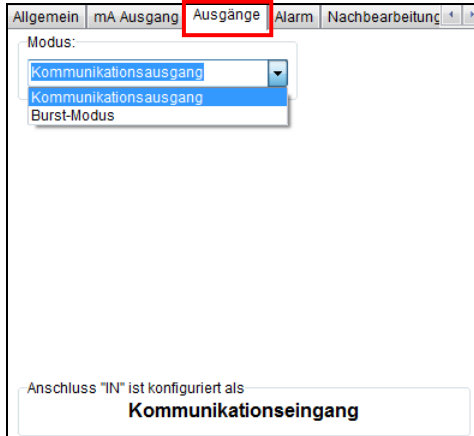 Allgemein mA Ausgang Ausgänge Alarm Nachbearbeitung
Modus:
Kommunikationsausgang
Kommunikationsausgang
Burst-Modus
Anschluss "IN" ist konfiguriert als
Kommunikationseingang